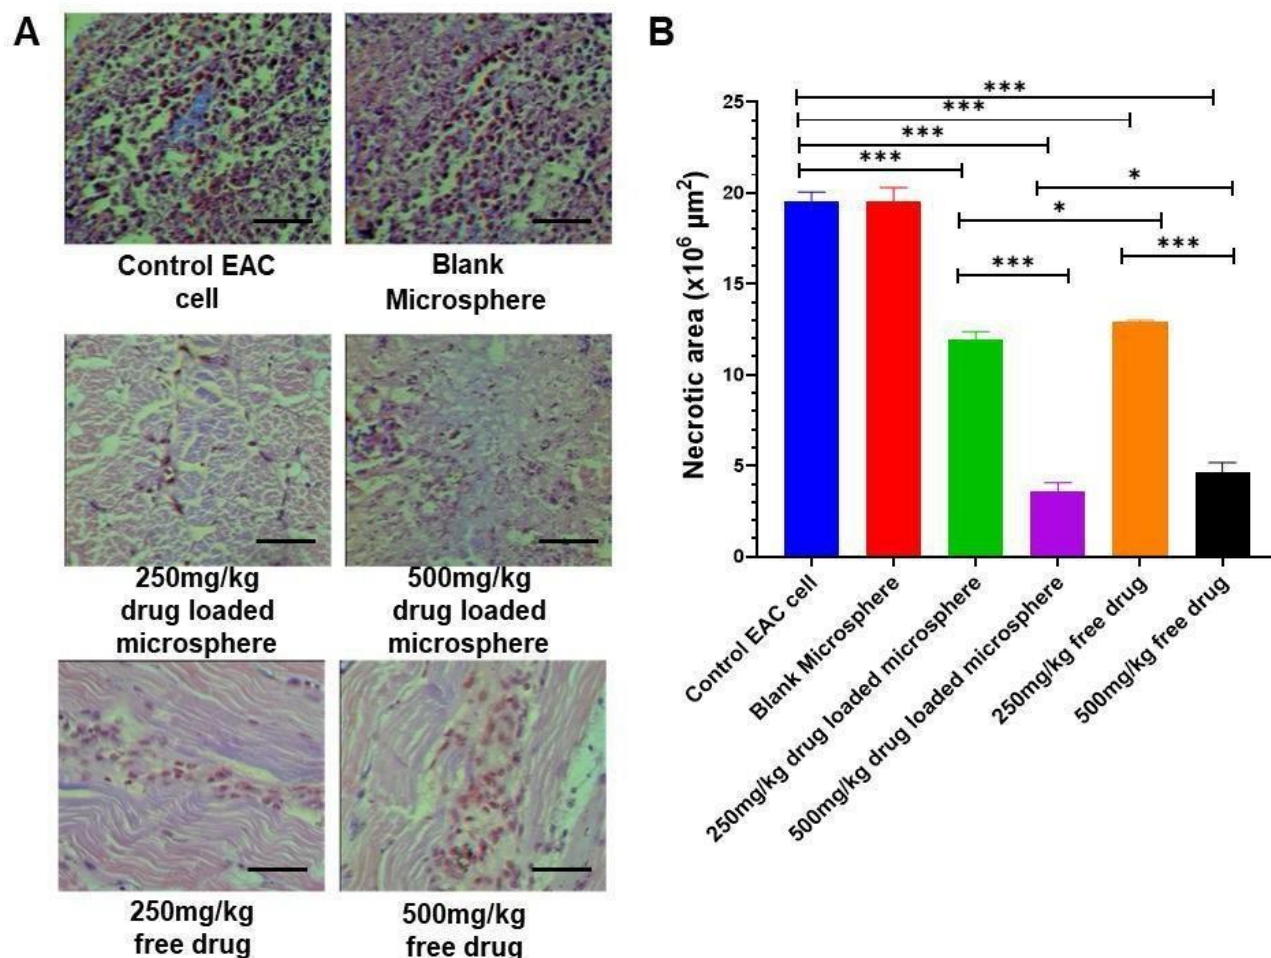 A
Control EAC
cell
Blank
Microsphere
250mg/kg
drug loaded
microsphere
500mg/kg
drug loaded
microsphere
250mg/kg
free drug
500mg/kg
free drug
B
***
***
***
***
*
*
***
***
Necrotic area (x10⁶ µm²)
25
20
15
10
5
0
Control EAC cell
Blank Microsphere
250mg/kg drug loaded microsphere
500mg/kg drug loaded microsphere
250mg/kg free drug
500mg/kg free drug